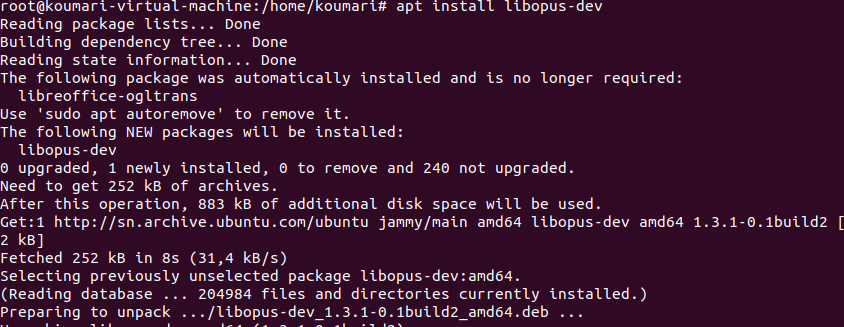 root@koumari-virtual-machine:/home/koumari# apt install libopus-dev
Reading package lists... Done
Building dependency tree... Done
Reading state information... Done
The following package was automatically installed and is no longer required:
  libreoffice-ogltrans
Use 'sudo apt autoremove' to remove it.
The following NEW packages will be installed:
  libopus-dev
0 upgraded, 1 newly installed, 0 to remove and 240 not upgraded.
Need to get 252 kB of archives.
After this operation, 883 kB of additional disk space will be used.
Get:1 http://sn.archive.ubuntu.com/ubuntu jammy/main amd64 libopus-dev amd64 1.3.1-0.1build2 [
2 kB]
Fetched 252 kB in 8s (31,4 kB/s)
Selecting previously unselected package libopus-dev:amd64.
(Reading database ... 204984 files and directories currently installed.)
Preparing to unpack .../libopus-dev_1.3.1-0.1build2_amd64.deb ...